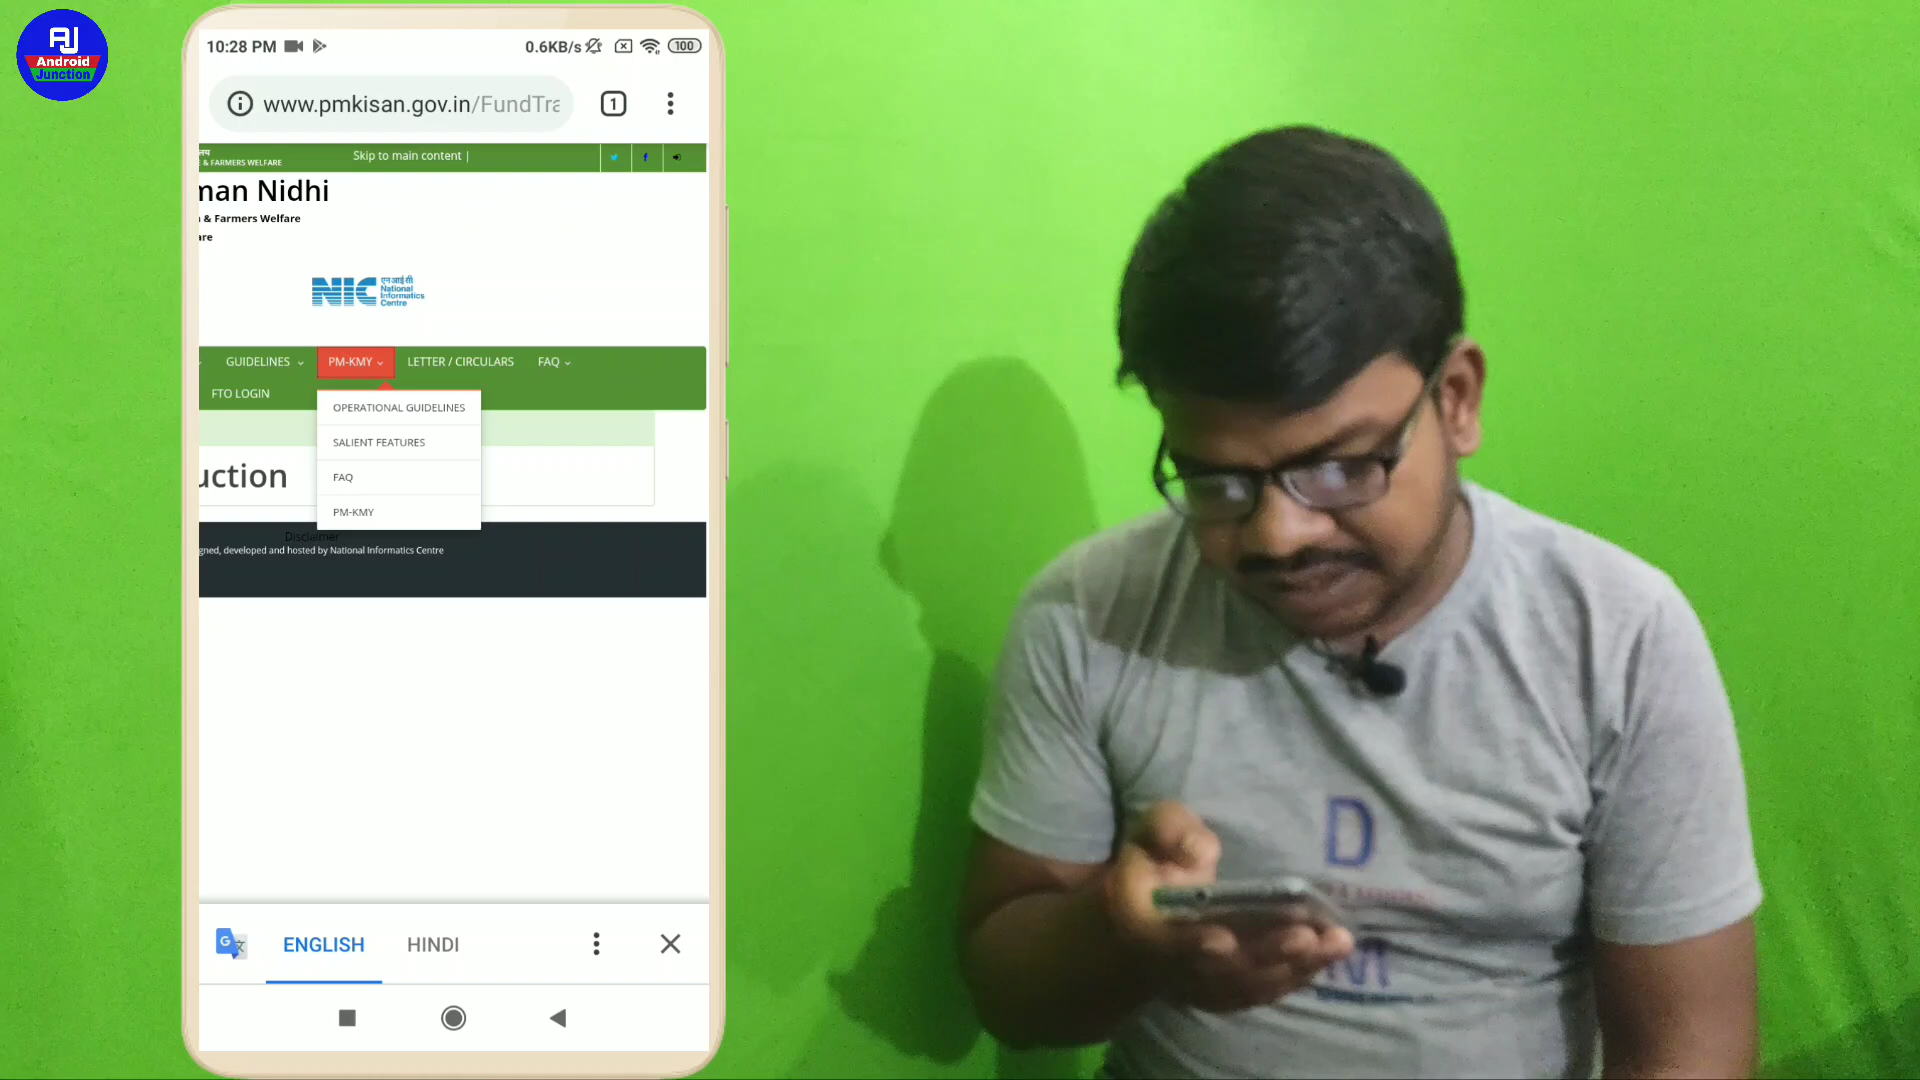 AJ
Android
Junction
10:28 PM
0.6KB/s
100
www.pmkisan.gov.in/FundTra
1
Skip to main content |
E & FARMERS WELFARE
man Nidhi
& Farmers Welfare
are
NIC
एन आई सी
National
Informatics
Centre
GUIDELINES
PM-KMY
LETTER / CIRCULARS
FAQ
FTO LOGIN
OPERATIONAL GUIDELINES
SALIENT FEATURES
uction
FAQ
PM-KMY
Disclaimer
gned, developed and hosted by National Informatics Centre
ENGLISH
HINDI
D
M